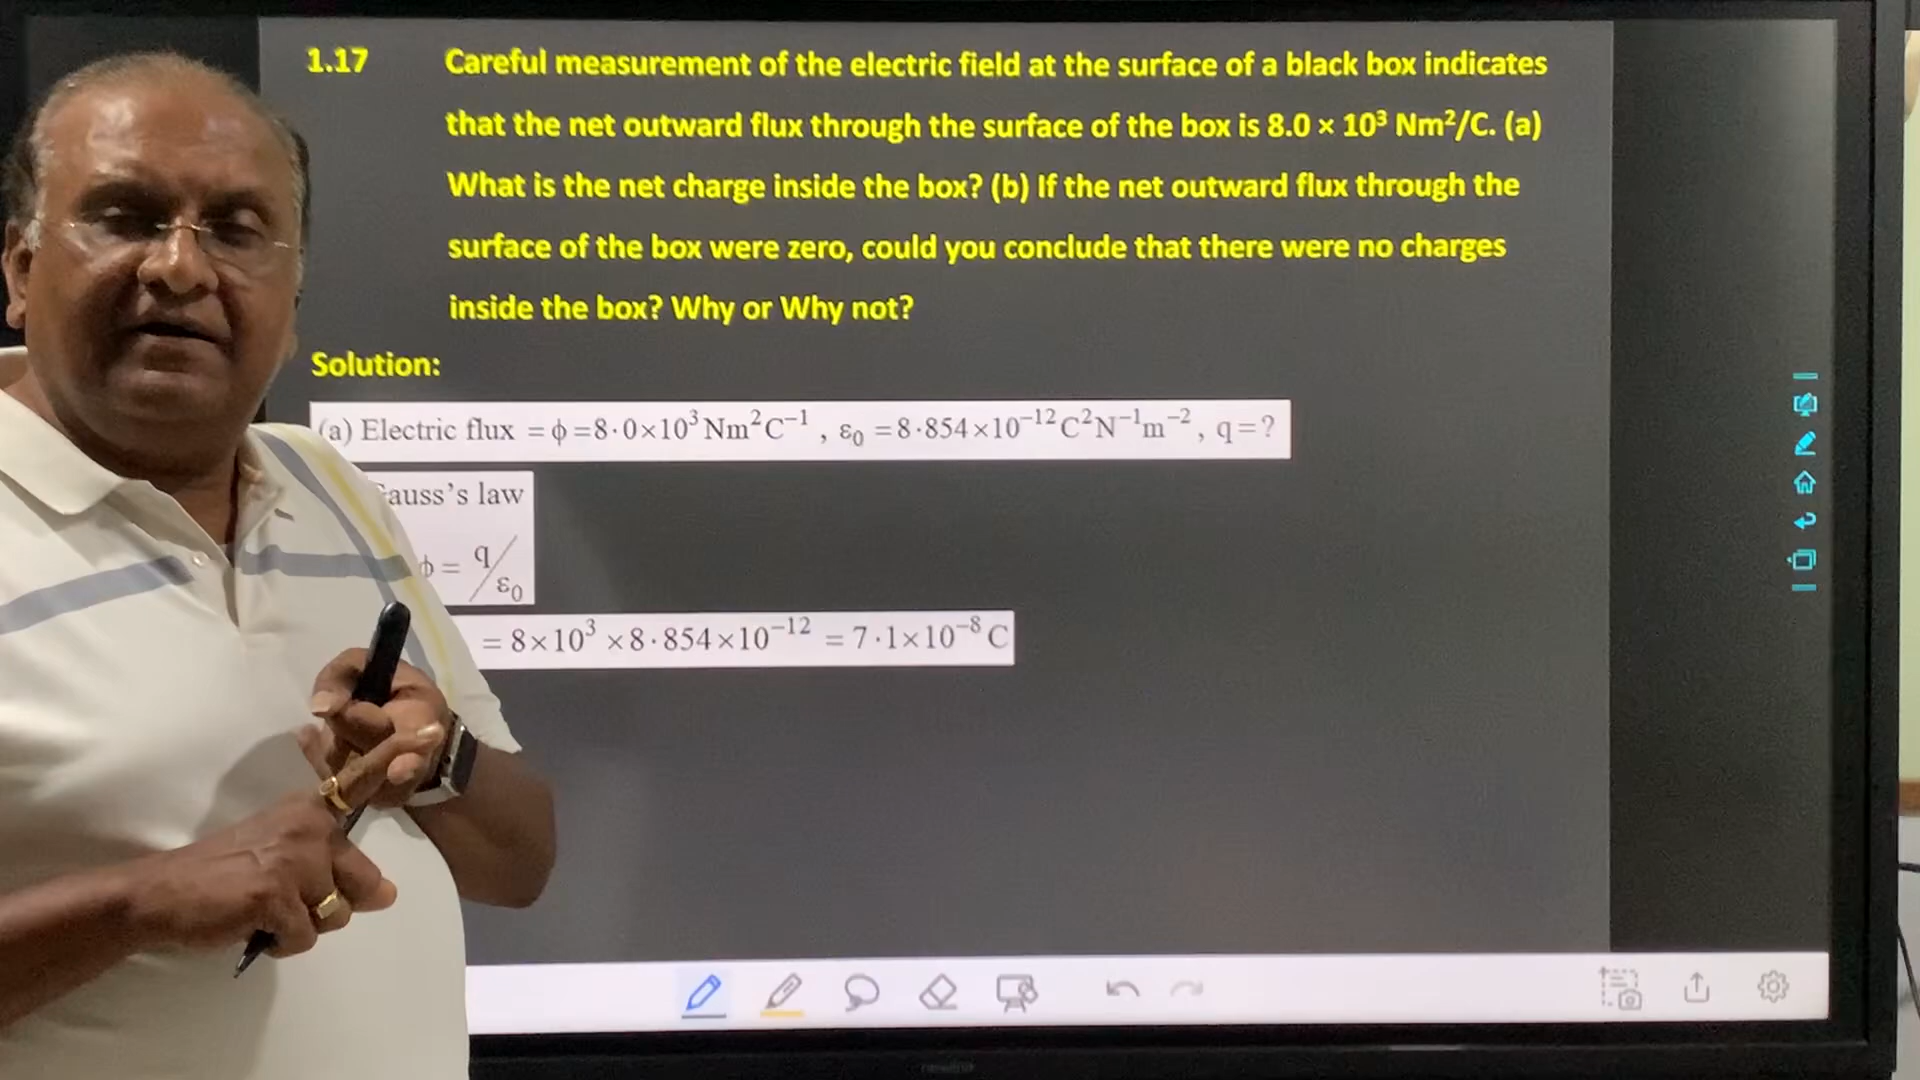 1.17 Careful measurement of the electric field at the surface of a black box indicates
that the net outward flux through the surface of the box is 8.0 × 10³ Nm²/C. (a)
What is the net charge inside the box? (b) If the net outward flux through the
surface of the box were zero, could you conclude that there were no charges
inside the box? Why or Why not?
Solution:
(a) Electric flux = ϕ =8·0×10³ Nm²C⁻¹ , ε₀ =8·854×10⁻¹²C²N⁻¹m⁻², q=?
auss's law
ϕ = q/ε₀
= 8×10³ ×8·854×10⁻¹² = 7·1×10⁻⁸ C